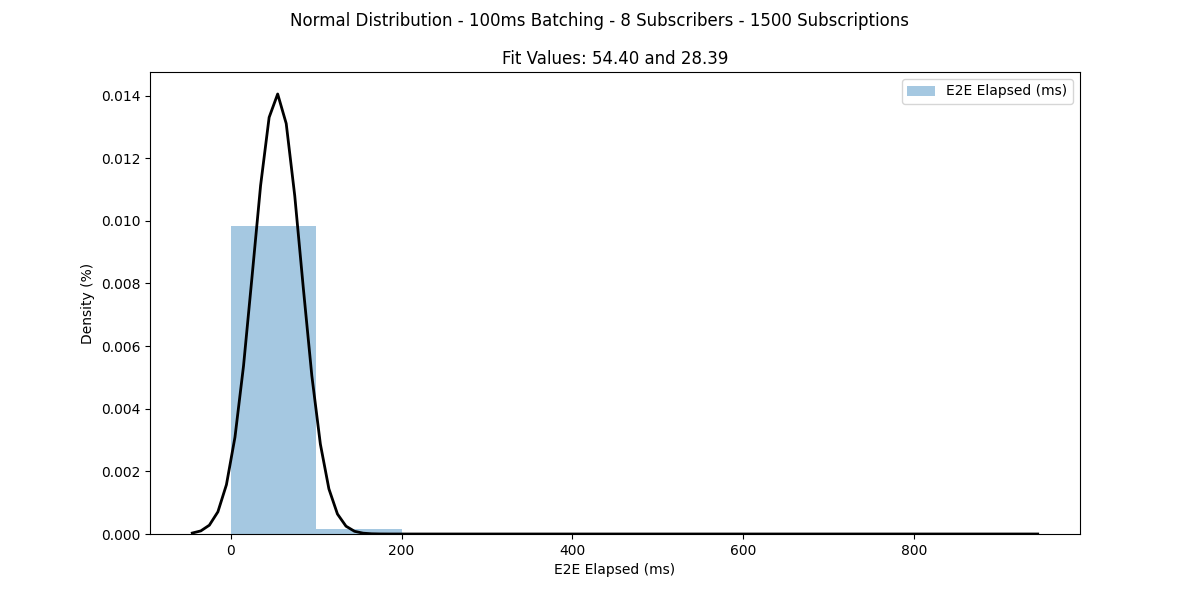 Normal Distribution - 100ms Batching - 8 Subscribers - 1500 Subscriptions
Fit Values: 54.40 and 28.39
E2E Elapsed (ms)
0.014
0.012
0.010
0.008
0.006
0.004
0.002
0.000
Density (%)
0 200 400 600 800
E2E Elapsed (ms)